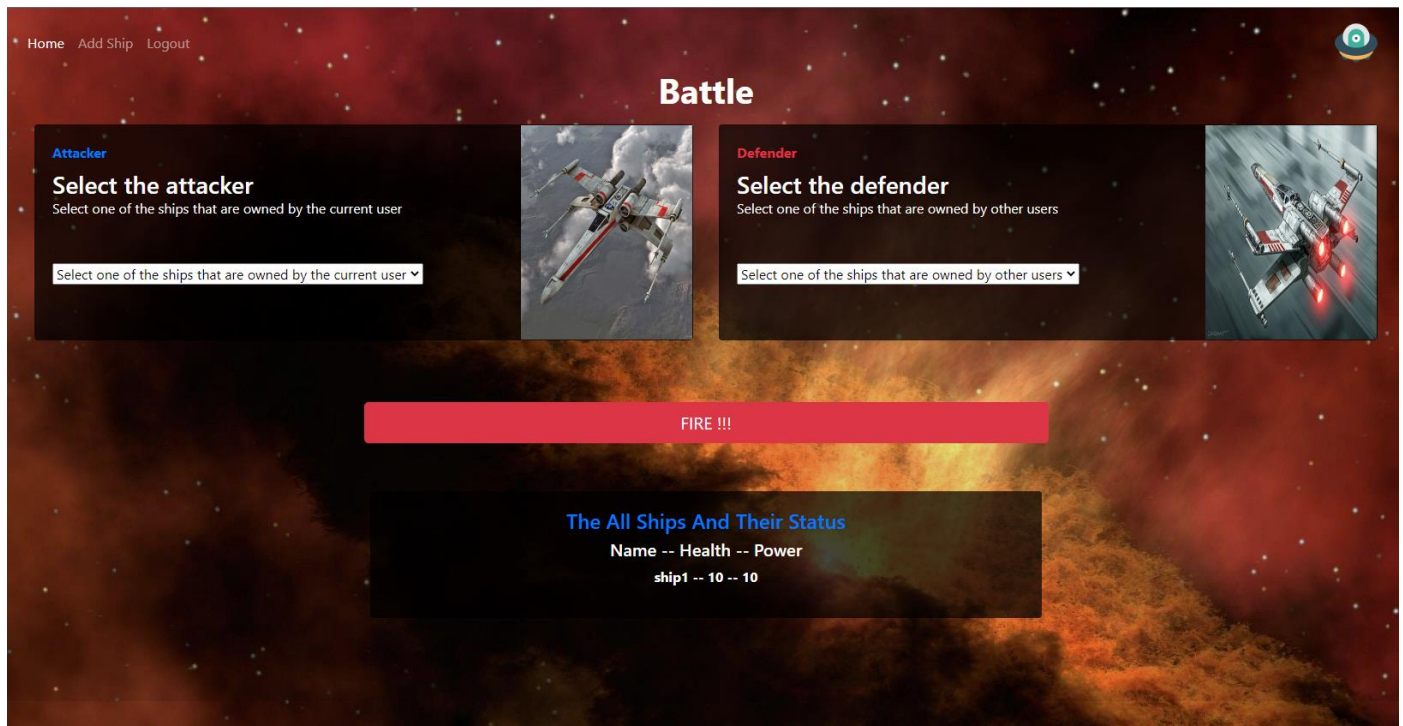 Home Add Ship Logout
Battle
Attacker
Select the attacker
Select one of the ships that are owned by the current user
Select one of the ships that are owned by the current user
Defender
Select the defender
Select one of the ships that are owned by other users
Select one of the ships that are owned by other users
FIRE !!!
The All Ships And Their Status
Name -- Health -- Power
ship1 -- 10 -- 10